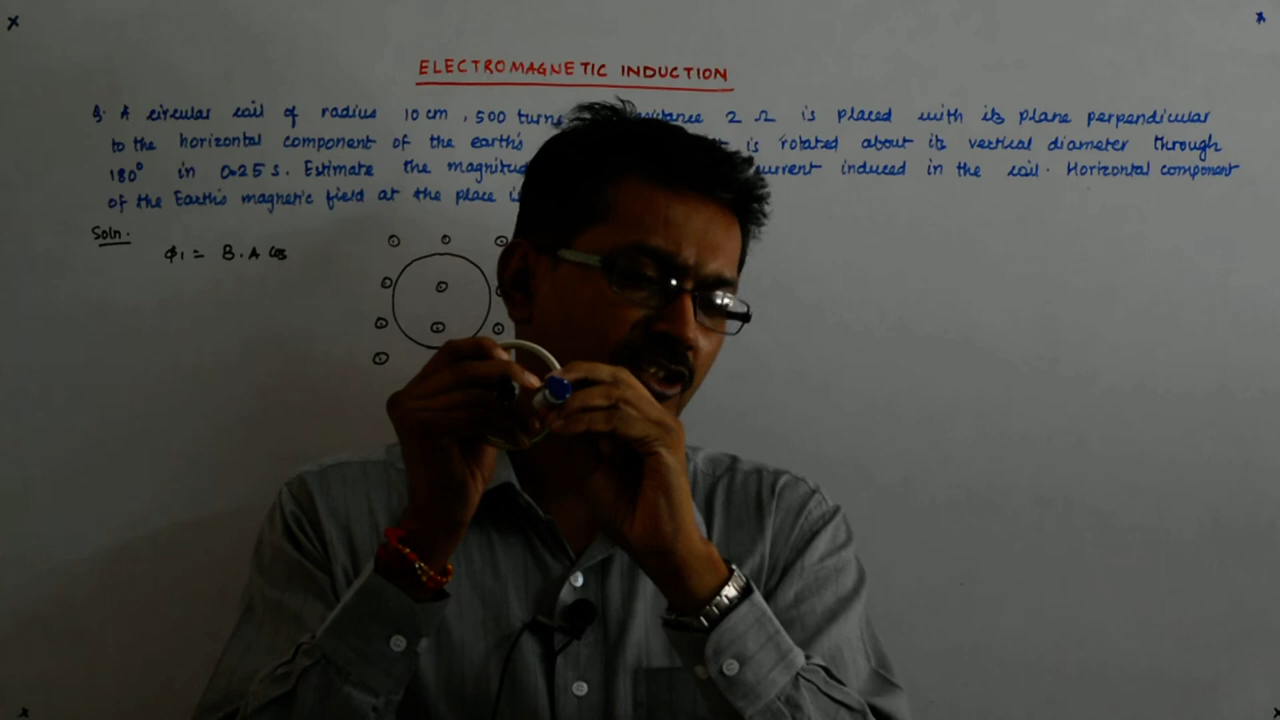 ELECTROMAGNETIC INDUCTION
Q. A circular coil of radius 10 cm, 500 turns 2 Ω is placed with its plane perpendicular
to the horizontal component of the earth's is rotated about its vertical diameter through
180° in 0.25 s. Estimate the induced in the coil. Horizontal component
of the Earth's magnetic field at the place
Soln.
ϕ₁ = B.A cos